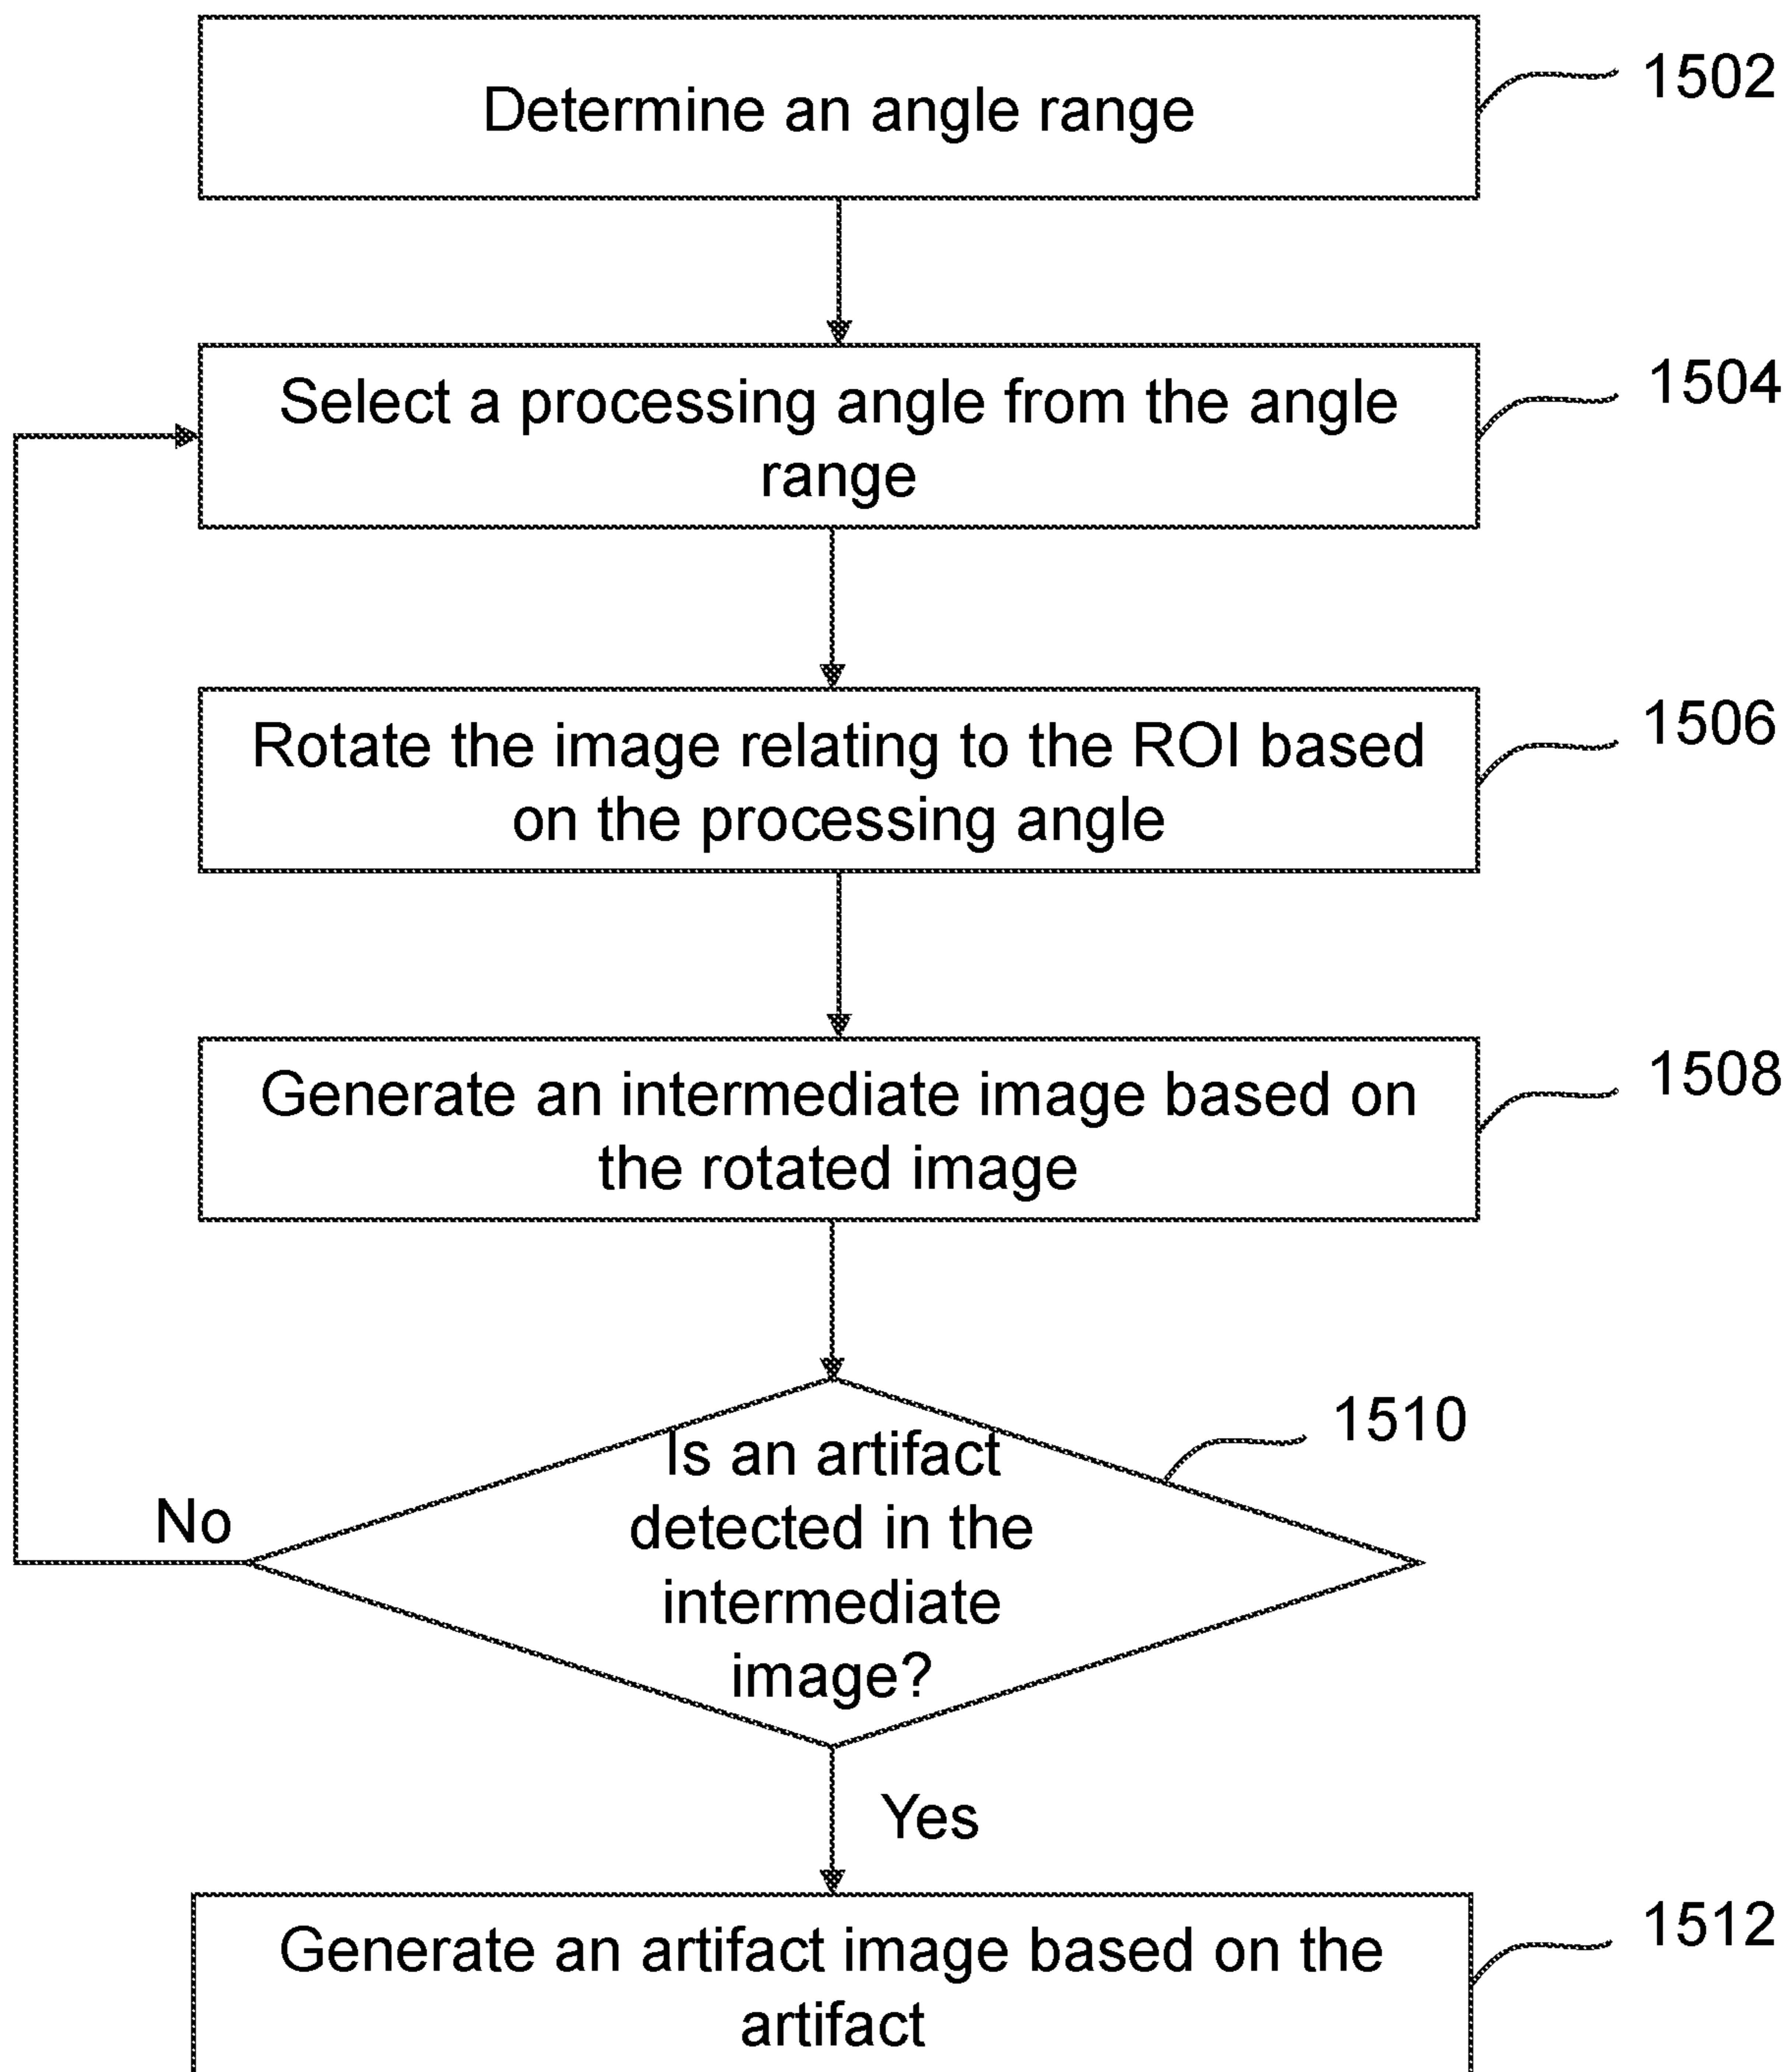 Determine an angle range
1502
Select a processing angle from the angle
range
1504
Rotate the image relating to the ROI based
on the processing angle
1506
Generate an intermediate image based on
the rotated image
1508
Is an artifact
detected in the
intermediate
image?
1510
No
Yes
Generate an artifact image based on the
artifact
1512